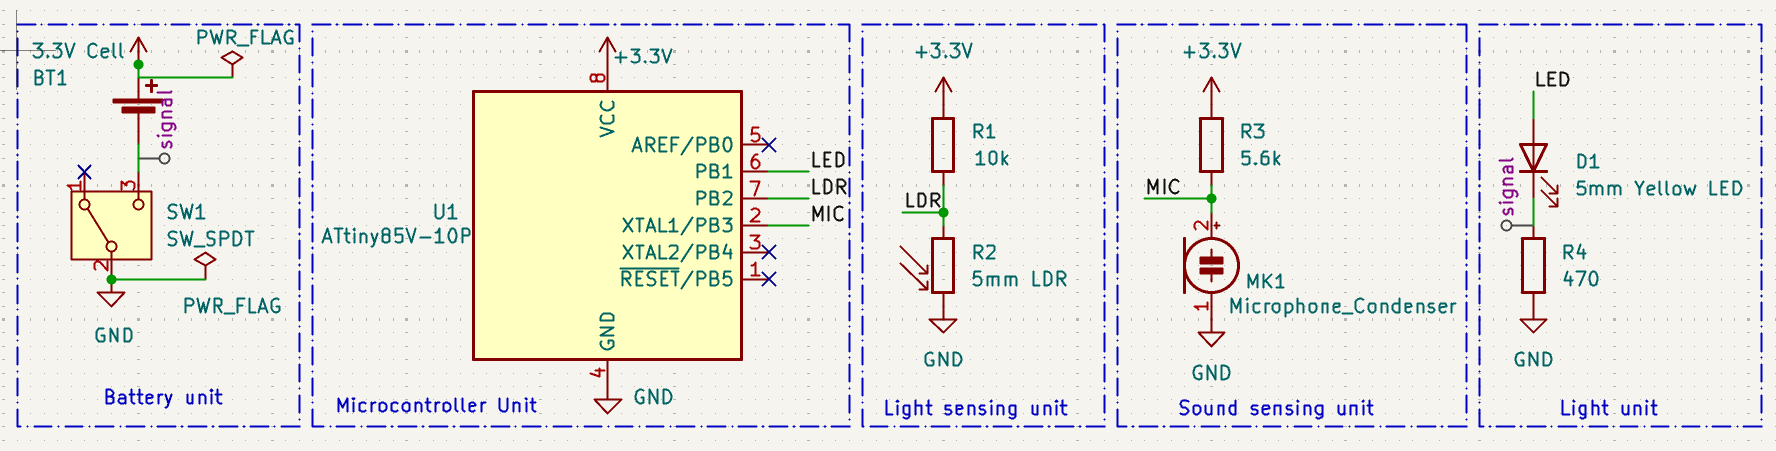 3.3V Cell
BT1
PWR_FLAG
+
signal
1
3
SW1
SW_SPDT
2
PWR_FLAG
GND
Battery unit
+3.3V
8
VCC
U1
ATtiny85V-10P
AREF/PB0
5
PB1
6
LED
PB2
7
LDR
XTAL1/PB3
2
MIC
XTAL2/PB4
3
RESET/PB5
1
GND
4
GND
Microcontroller Unit
+3.3V
R1
10k
LDR
R2
5mm LDR
GND
Light sensing unit
+3.3V
R3
5.6k
MIC
2
+
MK1
Microphone_Condenser
1
GND
Sound sensing unit
LED
D1
5mm Yellow LED
signal
R4
470
GND
Light unit